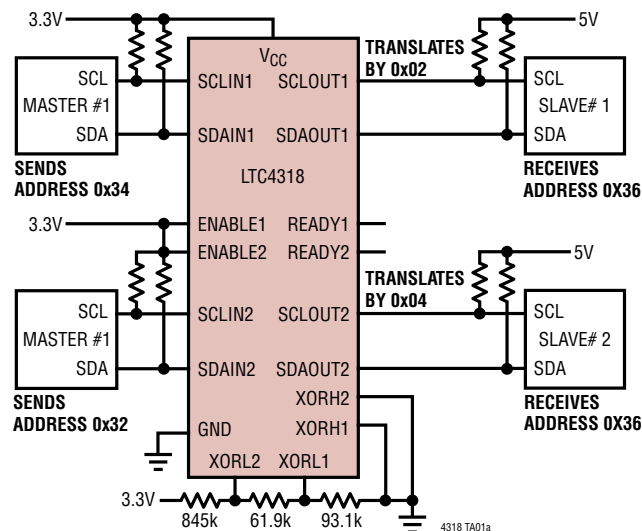 3.3V
5V
VCC
TRANSLATES
BY 0x02
SCL
SCLIN1
SCLOUT1
SCL
MASTER #1
SLAVE# 1
SDA
SDAIN1
SDAOUT1
SDA
SENDS
ADDRESS 0x34
LTC4318
RECEIVES
ADDRESS 0X36
3.3V
ENABLE1
READY1
ENABLE2
READY2
5V
TRANSLATES
BY 0x04
SCL
SCLIN2
SCLOUT2
SCL
MASTER #1
SLAVE# 2
SDA
SDAIN2
SDAOUT2
SDA
SENDS
ADDRESS 0x32
XORH2
RECEIVES
ADDRESS 0X36
GND
XORH1
XORL2
XORL1
3.3V
845k
61.9k
93.1k
4318 TA01a